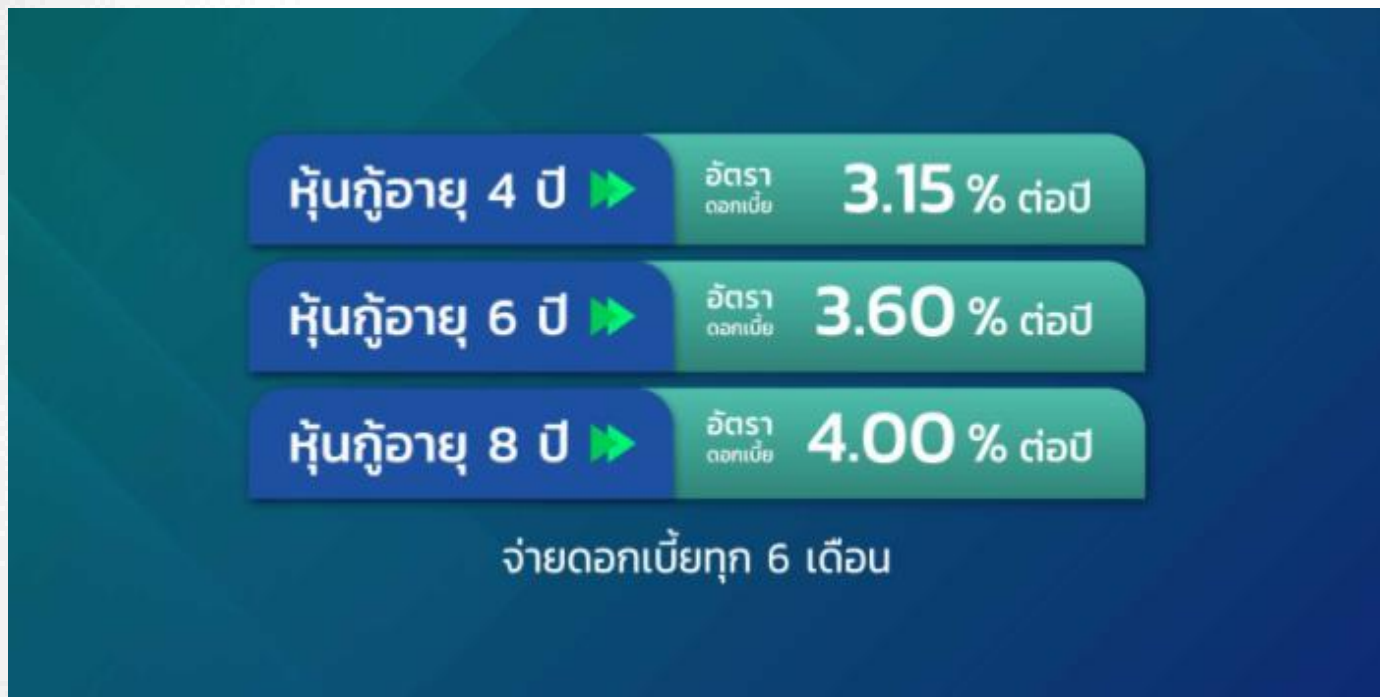 หุ้นกู้อายุ 4 ปี
อัตรา
ดอกเบี้ย
3.15 % ต่อปี
หุ้นกู้อายุ 6 ปี
อัตรา
ดอกเบี้ย
3.60 % ต่อปี
หุ้นกู้อายุ 8 ปี
อัตรา
ดอกเบี้ย
4.00 % ต่อปี
จ่ายดอกเบี้ยทุก 6 เดือน